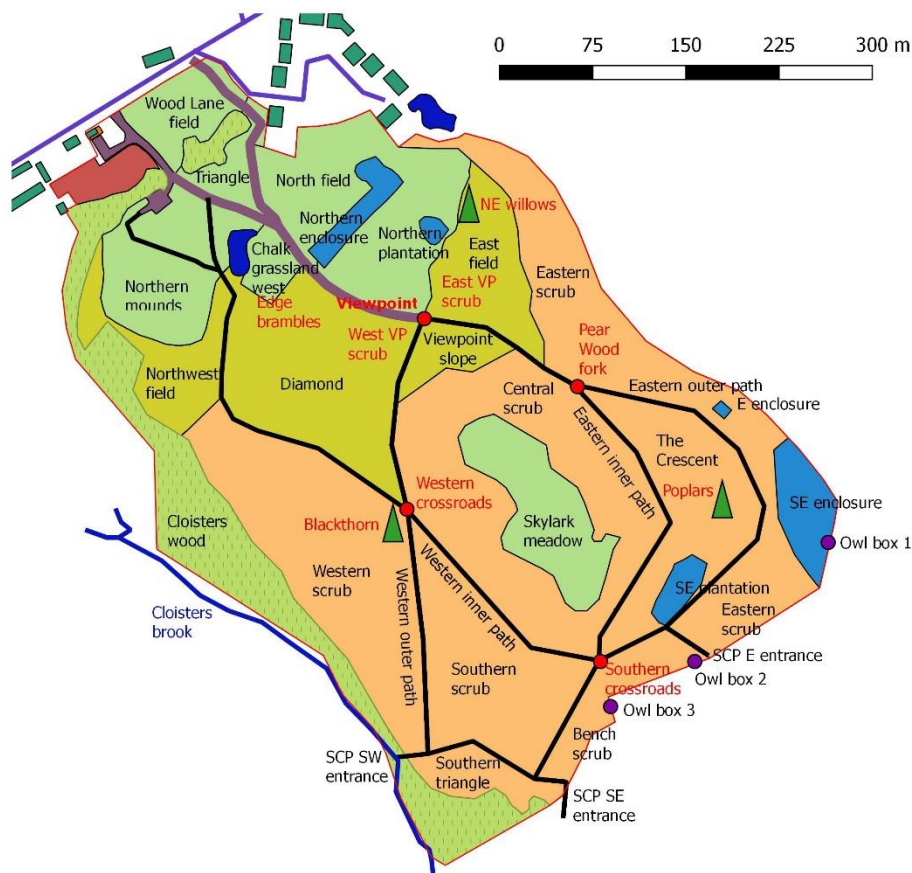 0 75 150 225 300 m
Wood Lane
field
Triangle
North field
NE willows
Northern
enclosure
Northern
plantation
East
field
Chalk
grassland
west
Eastern
scrub
Northern
mounds
East VP
scrub
Edge
brambles
Viewpoint
West VP
scrub
Viewpoint
slope
Pear
Wood
fork
Northwest
field
Diamond
Central
scrub
Eastern outer path
E enclosure
Eastern inner path
The
Crescent
Western
crossroads
Poplars
SE enclosure
Blackthorn
Skylark
meadow
Owl box 1
Cloisters
wood
Western
scrub
Western outer path
Western inner path
SE plantation
Cloisters
brook
Eastern
scrub
Southern
scrub
SCP E entrance
Southern
crossroads
Owl box 2
Owl box 3
Bench
scrub
SCP SW
entrance
Southern
triangle
SCP SE
entrance